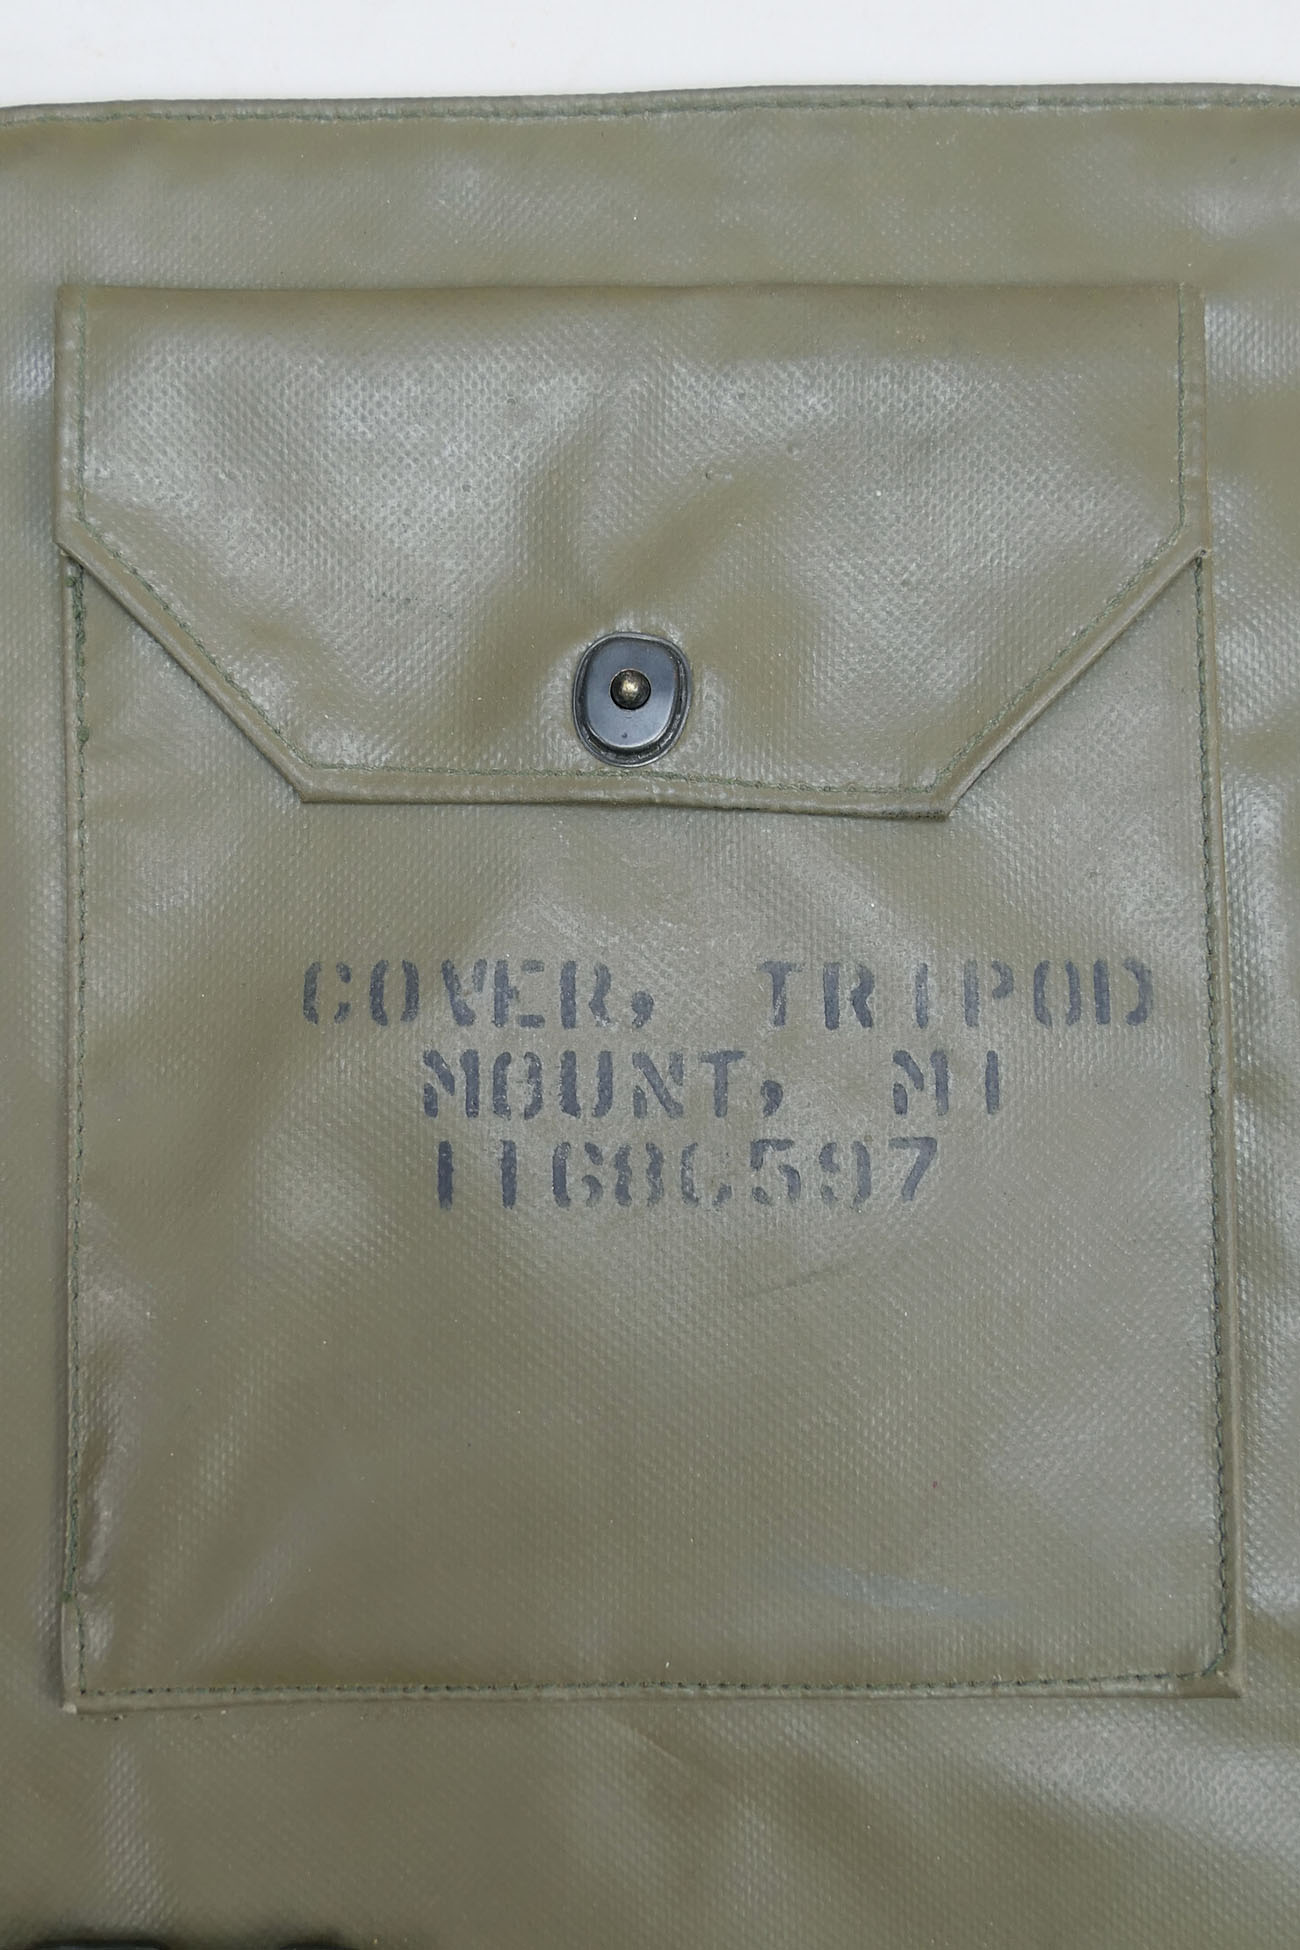 COVER, TRIPOD
MOUNT, M1
11686597